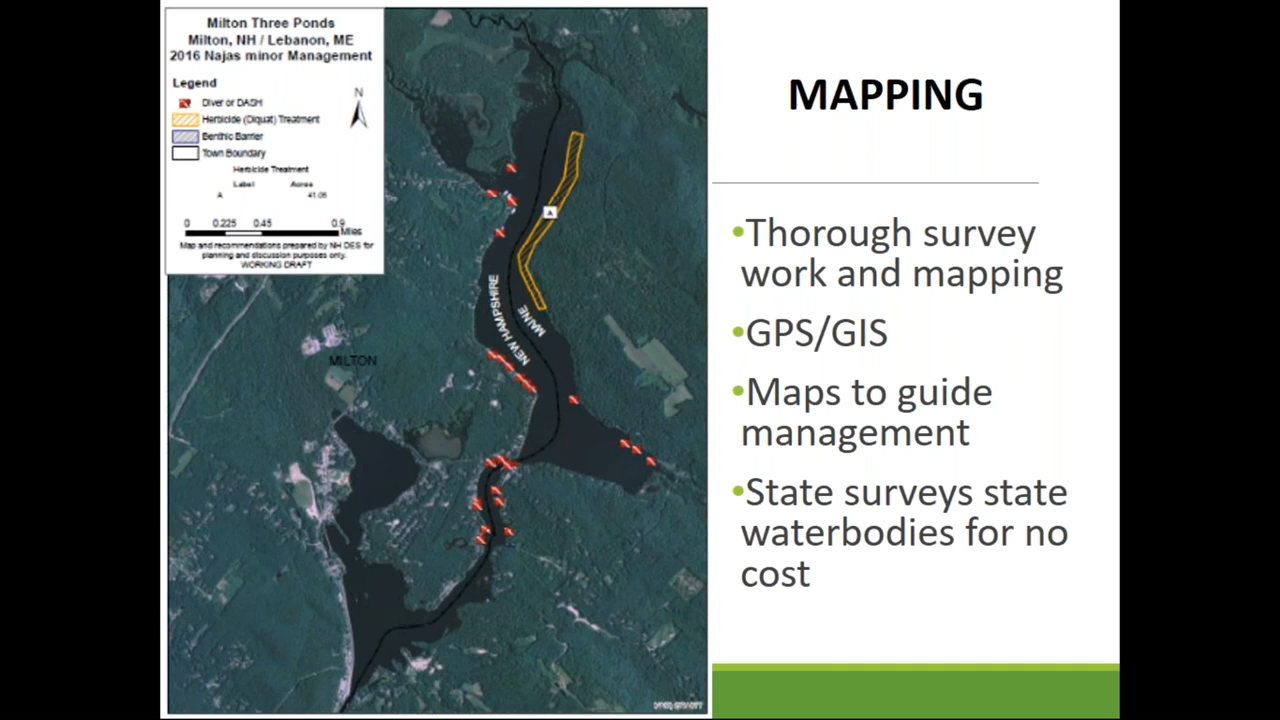 Milton Three Ponds
Milton, NH / Lebanon, ME
2016 Najas minor Management
Legend
Diver or DASH
Herbicide (Diquat) Treatment
Benthic Barrier
Town Boundary
N
Herbicide Treatment
Label Acres
A 41.06
0 0.225 0.45 0.9
Miles
Map and recommendations prepared by NH DES for
planning and discussion purposes only.
WORKING DRAFT
A
NEW HAMPSHIRE
MAINE
MILTON
MAPPING
•Thorough survey
work and mapping
•GPS/GIS
•Maps to guide
management
•State surveys state
waterbodies for no
cost